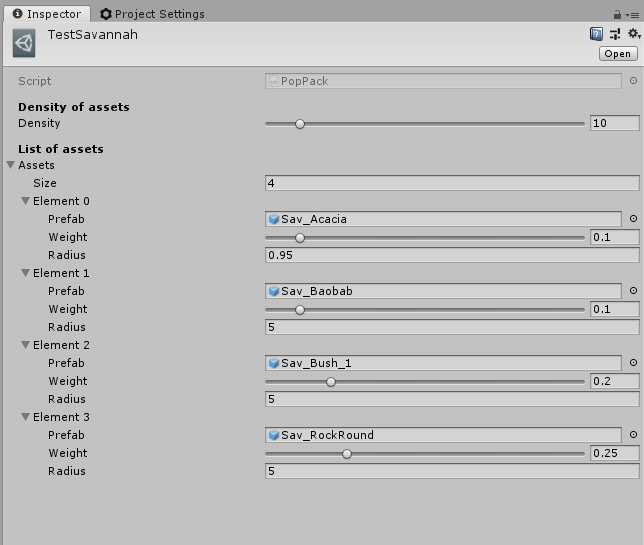 Inspector Project Settings
TestSavannah
Open
Script PopPack
Density of assets
Density 10
List of assets
Assets
Size 4
Element 0
Prefab Sav_Acacia
Weight 0.1
Radius 0.95
Element 1
Prefab Sav_Baobab
Weight 0.1
Radius 5
Element 2
Prefab Sav_Bush_1
Weight 0.2
Radius 5
Element 3
Prefab Sav_RockRound
Weight 0.25
Radius 5